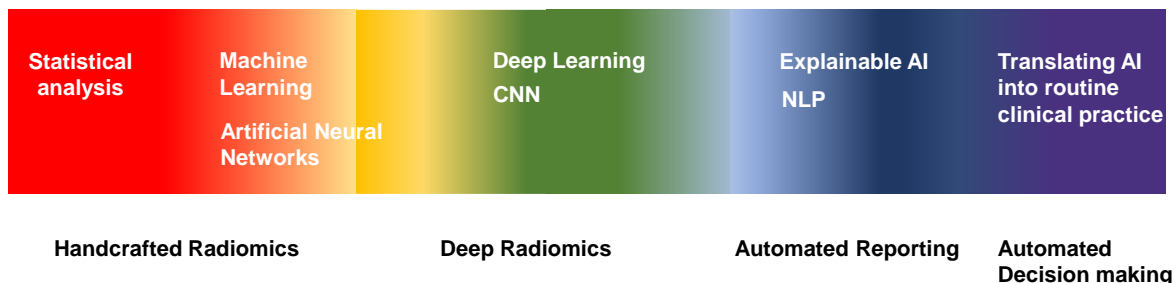 Statistical
analysis
Machine
Learning
Artificial Neural
Networks
Deep Learning
CNN
Explainable AI
NLP
Translating AI
into routine
clinical practice
Handcrafted Radiomics
Deep Radiomics
Automated Reporting
Automated
Decision making